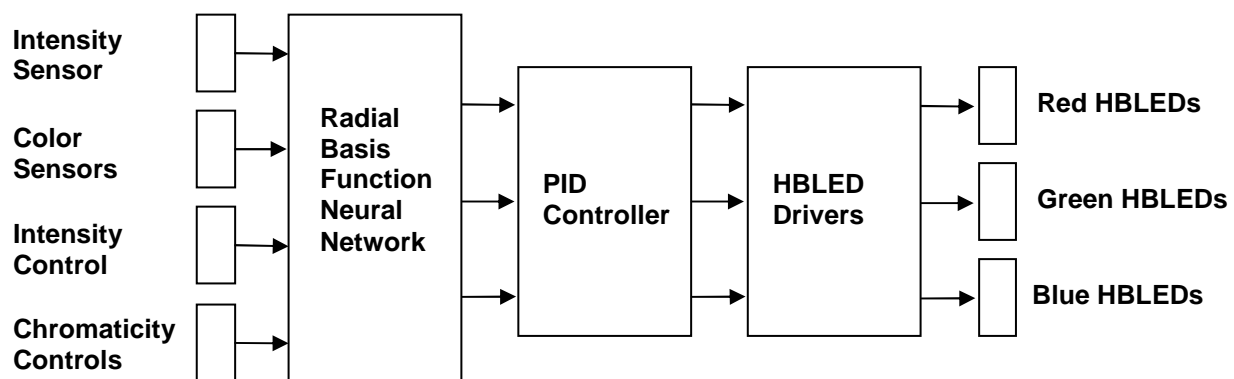 Intensity
Sensor
Color
Sensors
Intensity
Control
Chromaticity
Controls
Radial
Basis
Function
Neural
Network
PID
Controller
HBLED
Drivers
Red HBLEDs
Green HBLEDs
Blue HBLEDs